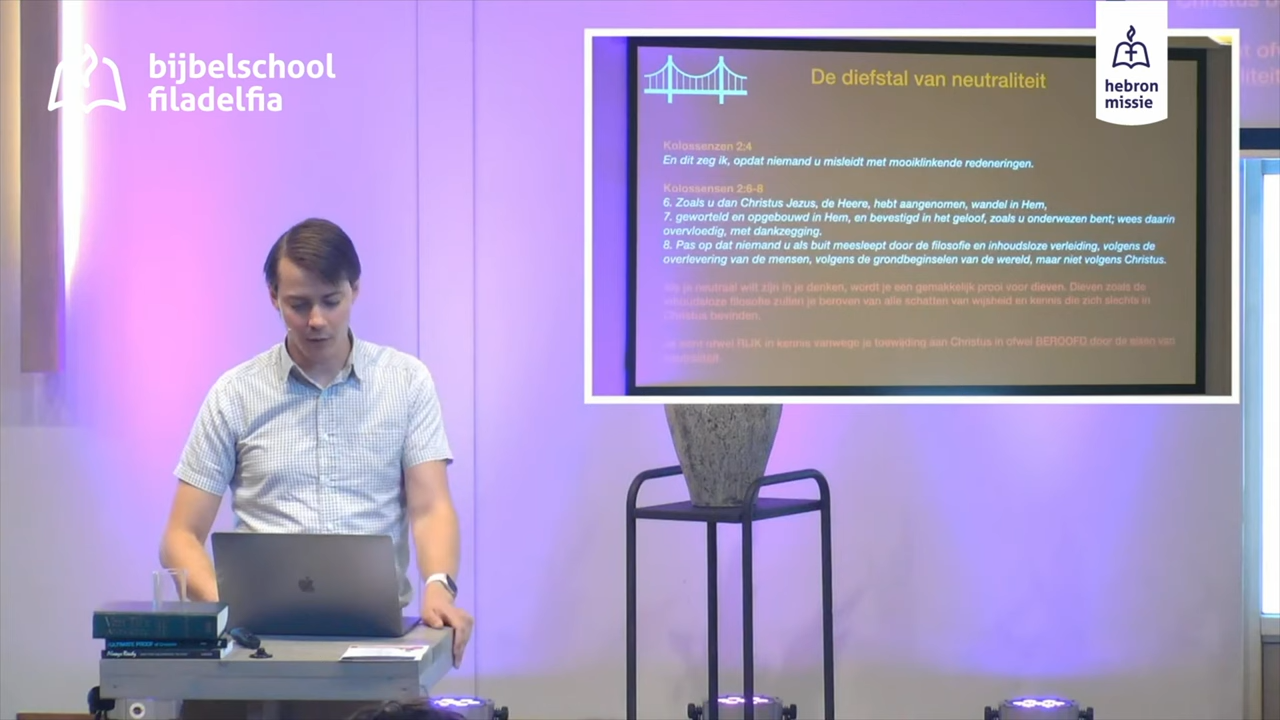 bijbelschool
filadelfia
hebron
missie
De diefstal van neutraliteit
Kolossenzen 2:4
En dit zeg ik, opdat niemand u misleidt met mooiklinkende redeneringen.
Kolossensen 2:6-8
6. Zoals u dan Christus Jezus, de Heere, hebt aangenomen, wandel in Hem,
7. geworteld en opgebouwd in Hem, en bevestigd in het geloof, zoals u onderwezen bent; wees daarin
overvloedig, met dankzegging.
8. Pas op dat niemand u als buit meesleept door de filosofie en inhoudsloze verleiding, volgens de
overlevering van de mensen, volgens de grondbeginselen van de wereld, maar niet volgens Christus.
Als je neutraal wilt zijn in je denken, wordt je een gemakkelijk prooi voor dieven. Dieven zoals de
inhoudsloze filosofie zullen je beroven van alle schatten van wijsheid en kennis die zich slechts in
Christus bevinden.
ofwel RIJK in kennis vanwege je toewijding aan Christus in ofwel BEROOFD door de eisen van
neutraliteit